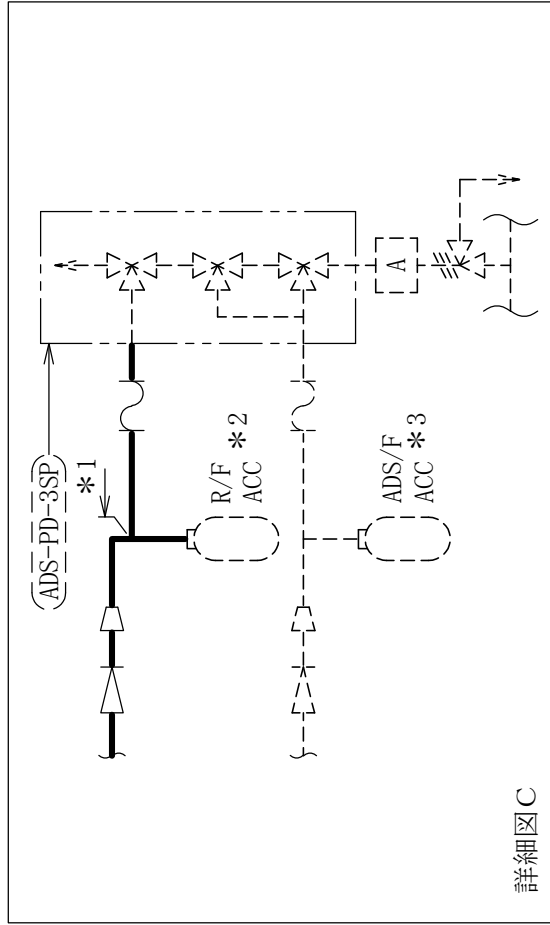 ADS-PD-3SP
*1
R/F
ACC *2
ADS/F
ACC *3
A
詳細図C